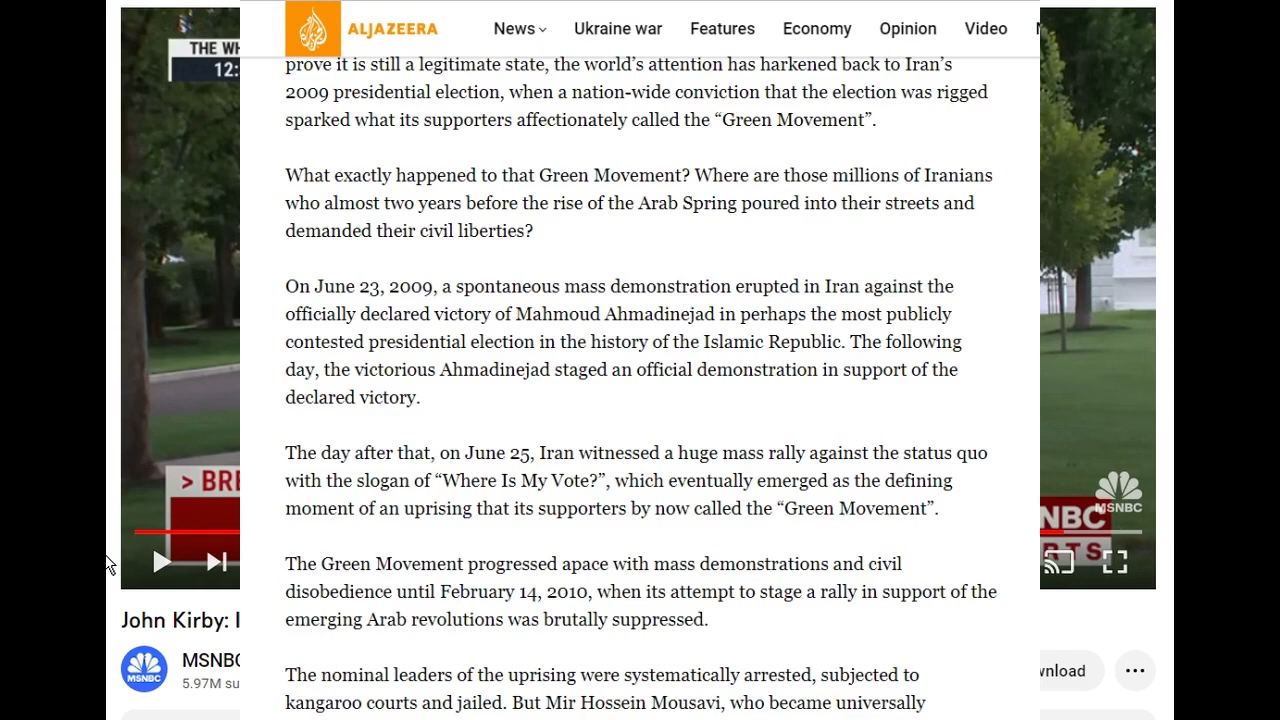 ALJAZEERA
News
Ukraine war
Features
Economy
Opinion
Video
THE WH
12:
prove it is still a legitimate state, the world’s attention has harkened back to Iran’s
2009 presidential election, when a nation-wide conviction that the election was rigged
sparked what its supporters affectionately called the “Green Movement”.
What exactly happened to that Green Movement? Where are those millions of Iranians
who almost two years before the rise of the Arab Spring poured into their streets and
demanded their civil liberties?
On June 23, 2009, a spontaneous mass demonstration erupted in Iran against the
officially declared victory of Mahmoud Ahmadinejad in perhaps the most publicly
contested presidential election in the history of the Islamic Republic. The following
day, the victorious Ahmadinejad staged an official demonstration in support of the
declared victory.
The day after that, on June 25, Iran witnessed a huge mass rally against the status quo
with the slogan of “Where Is My Vote?”, which eventually emerged as the defining
moment of an uprising that its supporters by now called the “Green Movement”.
> BRE
MSNBC
NBC
RTS
The Green Movement progressed apace with mass demonstrations and civil
disobedience until February 14, 2010, when its attempt to stage a rally in support of the
emerging Arab revolutions was brutally suppressed.
The nominal leaders of the uprising were systematically arrested, subjected to
kangaroo courts and jailed. But Mir Hossein Mousavi, who became universally
John Kirby: I
MSNBC
MSNBC
5.97M su
wnload